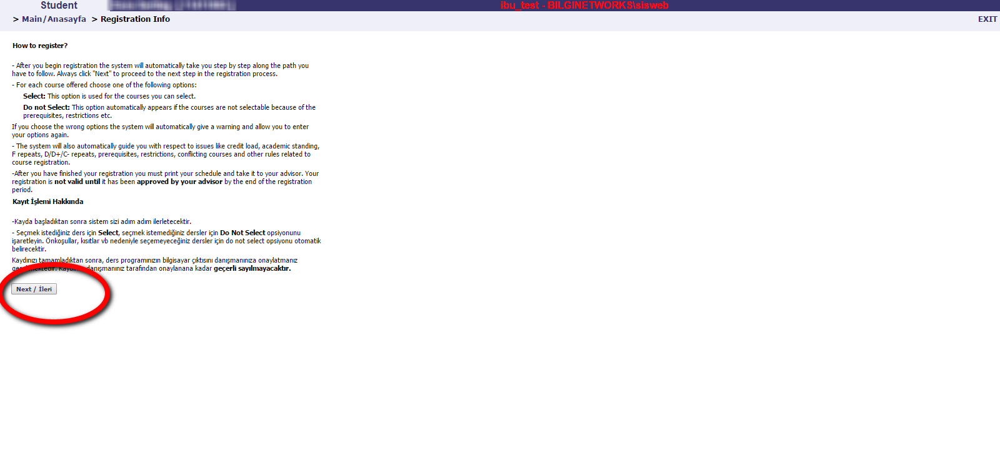 Student
ibu_test - BILGINETWORKS\sisweb
> Main/Anasayfa > Registration Info
EXIT
How to register?
- After you begin registration the system will automatically take you step by step along the path you
have to follow. Always click "Next" to proceed to the next step in the registration process.
- For each course offered choose one of the following options:
Select: This option is used for the courses you can select.
Do not Select: This option automatically appears if the courses are not selectable because of the
prerequisites, restrictions etc.
If you choose the wrong options the system will automatically give a warning and allow you to enter
your options again.
- The system will also automatically guide you with respect to issues like credit load, academic standing,
F repeats, D/D+/C- repeats, prerequisites, restrictions, conflicting courses and other rules related to
course registration.
-After you have finished your registration you must print your schedule and take it to your advisor. Your
registration is not valid until it has been approved by your advisor by the end of the registration
period.
Kayıt İşlemi Hakkında
-Kayda başladıktan sonra sistem sizi adım adım ilerletecektir.
- Seçmek istediğiniz ders için Select, seçmek istemediğiniz dersler için Do Not Select opsiyonunu
işaretleyin. Önkoşullar, kısıtlar vb nedeniyle seçemeyeceğiniz dersler için do not select opsiyonu otomatik
belirecektir.
Kaydınızı tamamladıktan sonra, ders programınızın bilgisayar çıktısını danışmanınıza onaylatmanız
danışmanınız tarafından onaylanana kadar geçerli sayılmayacaktır.
Next / İleri